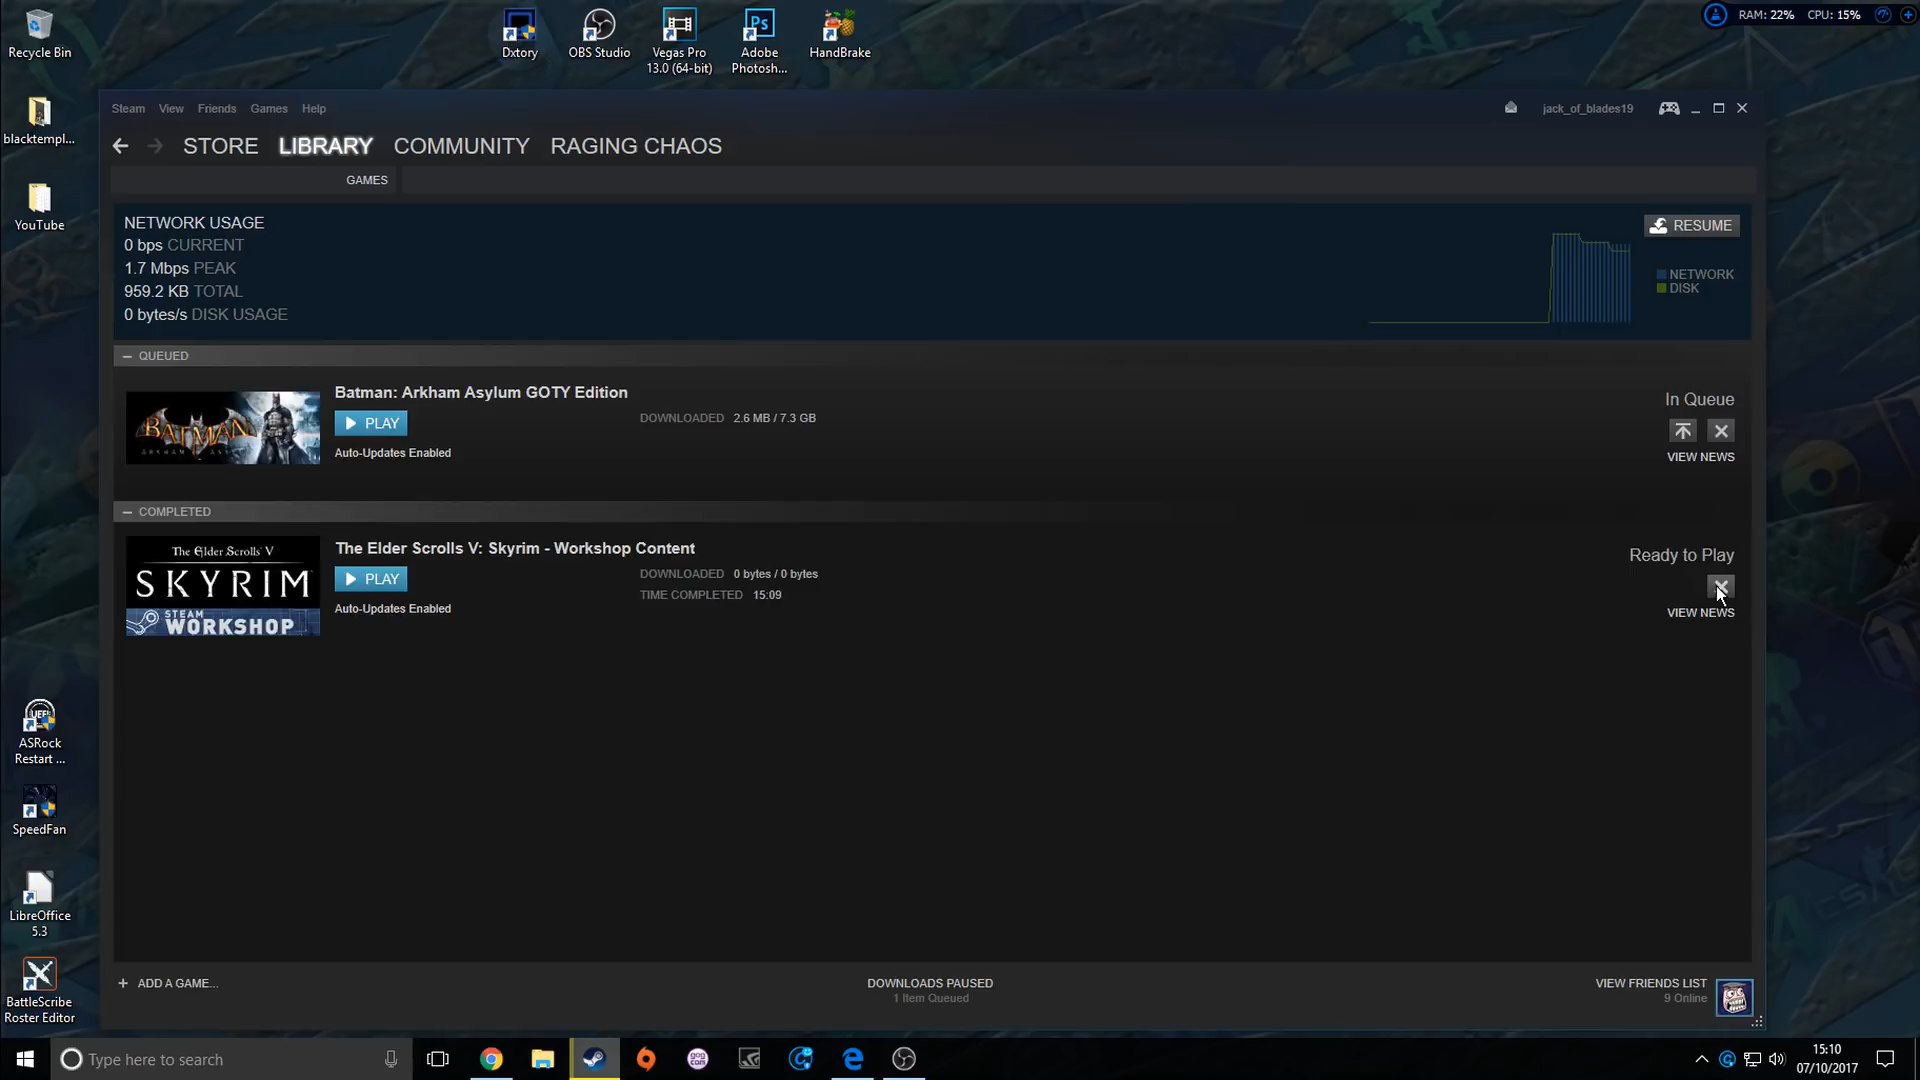 Recycle Bin
Dxtory
OBS Studio
Vegas Pro
13.0 (64-bit)
Adobe
Photosh...
HandBrake
RAM: 22% CPU: 15%
blacktempl...
YouTube
Steam View Friends Games Help
jack_of_blades19
STORE LIBRARY COMMUNITY RAGING CHAOS
GAMES
NETWORK USAGE
0 bps CURRENT
1.7 Mbps PEAK
959.2 KB TOTAL
0 bytes/s DISK USAGE
RESUME
NETWORK
DISK
QUEUED
BATMAN
ARKHAM ASYLUM
Batman: Arkham Asylum GOTY Edition
PLAY
Auto-Updates Enabled
DOWNLOADED 2.6 MB / 7.3 GB
In Queue
VIEW NEWS
COMPLETED
The Elder Scrolls V
SKYRIM
STEAM
WORKSHOP
The Elder Scrolls V: Skyrim - Workshop Content
PLAY
Auto-Updates Enabled
DOWNLOADED 0 bytes / 0 bytes
TIME COMPLETED 15:09
Ready to Play
VIEW NEWS
UEFI
ASRock
Restart ...
SpeedFan
LibreOffice
5.3
BattleScribe
Roster Editor
+ ADD A GAME...
DOWNLOADS PAUSED
1 Item Queued
VIEW FRIENDS LIST
9 Online
Type here to search
gog
com
15:10
07/10/2017